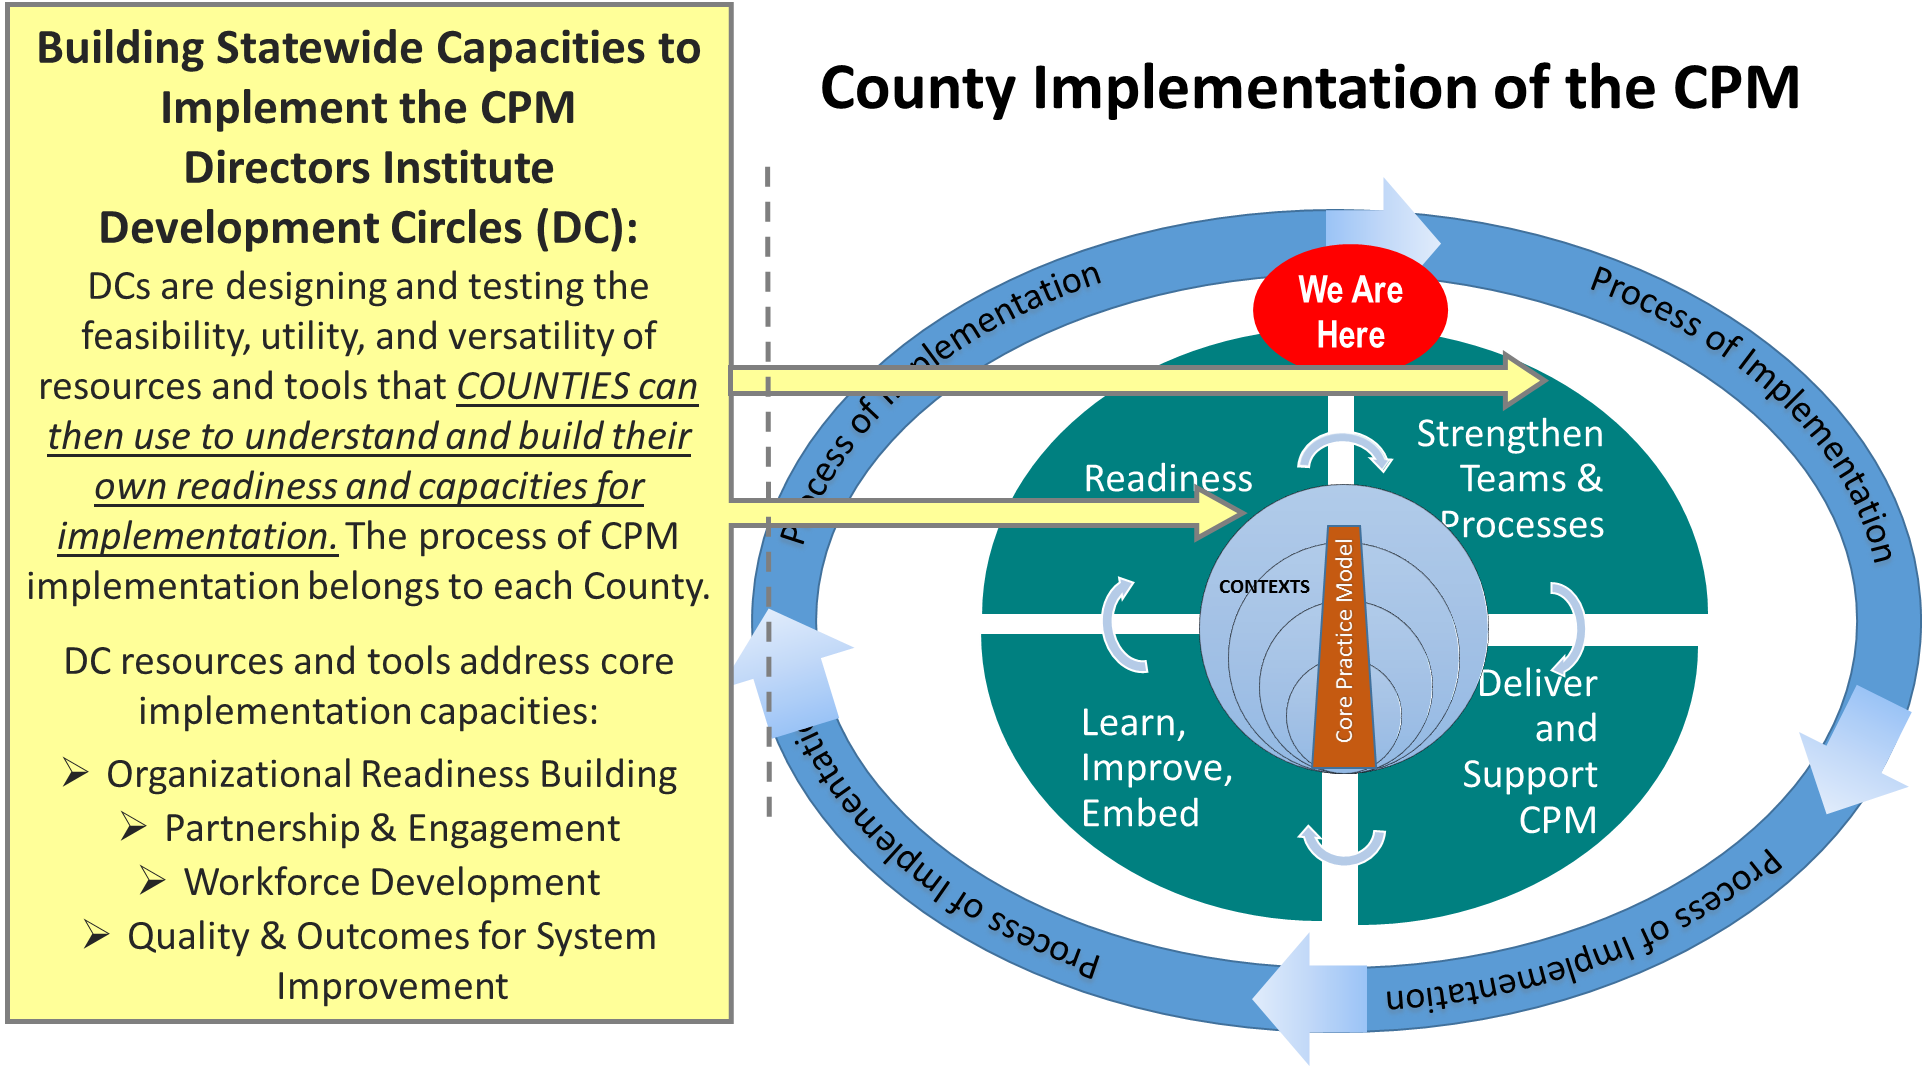 Building Statewide Capacities to
Implement the CPM
Directors Institute
Development Circles (DC):
DCs are designing and testing the
feasibility, utility, and versatility of
resources and tools that COUNTIES can
then use to understand and build their
own readiness and capacities for
implementation. The process of CPM
implementation belongs to each County.
DC resources and tools address core
implementation capacities:
➢ Organizational Readiness Building
➢ Partnership & Engagement
➢ Workforce Development
➢ Quality & Outcomes for System
Improvement
County Implementation of the CPM
Process of Implementation
Process of Implementation
Process of Implementation
Process of Implementation
We Are
Here
Readiness
Strengthen
Teams &
Processes
Deliver
and
Support
CPM
Learn,
Improve,
Embed
CONTEXTS
Core Practice Model